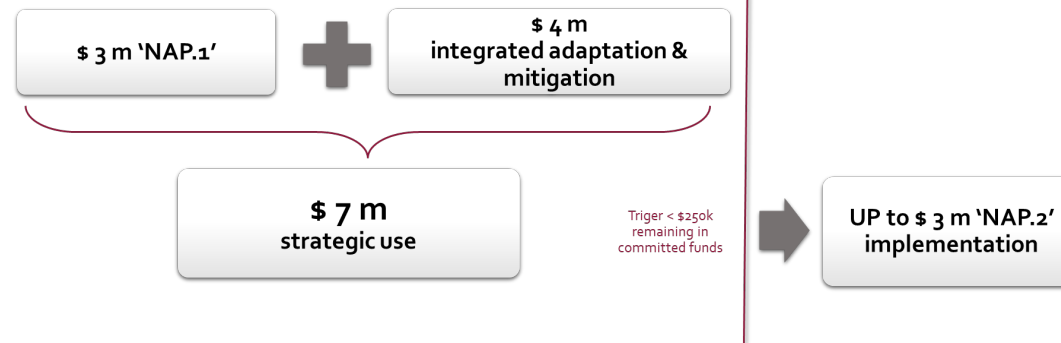 $ 3 m ‘NAP.1’
$ 4 m
integrated adaptation &
mitigation
$ 7 m
strategic use
Triger < $250k
remaining in
committed funds
UP to $ 3 m ‘NAP.2’
implementation